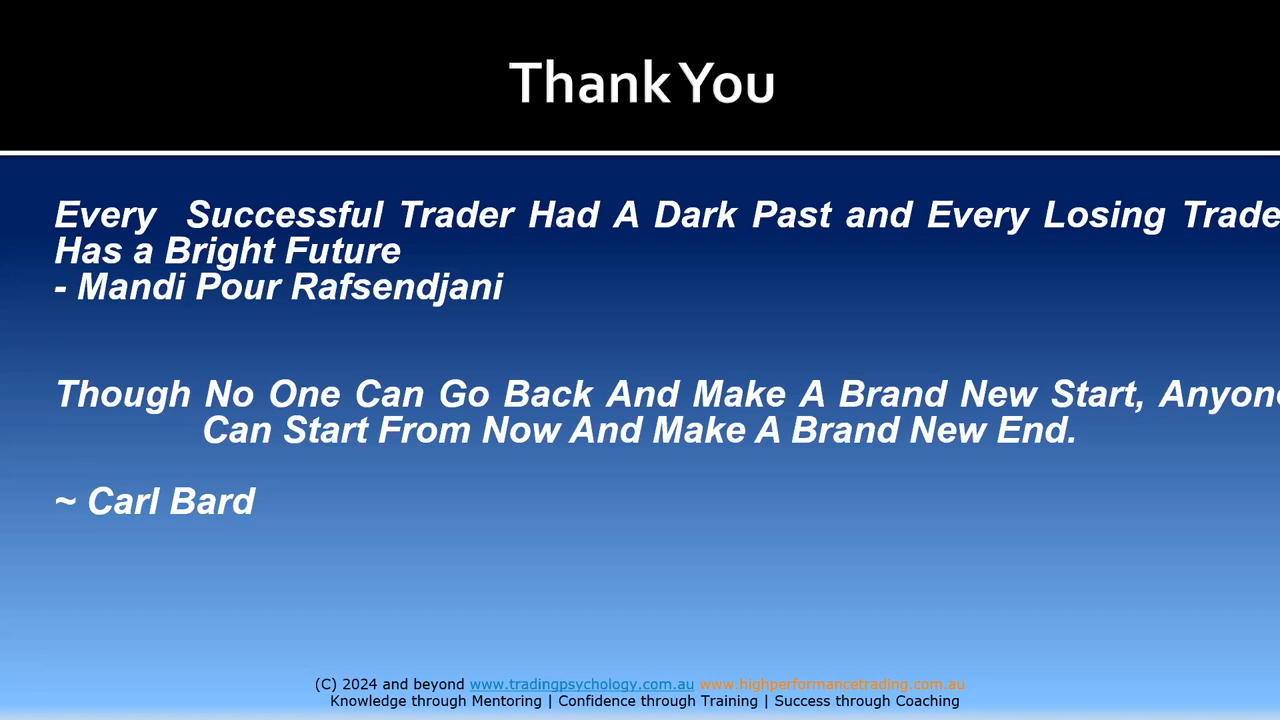 Thank You
Every Successful Trader Had A Dark Past and Every Losing Trade
Has a Bright Future
- Mandi Pour Rafsendjani
Though No One Can Go Back And Make A Brand New Start, Anyon
Can Start From Now And Make A Brand New End.
~ Carl Bard
(C) 2024 and beyond www.tradingpsychology.com.au www.highperformancetrading.com.au
Knowledge through Mentoring | Confidence through Training | Success through Coaching